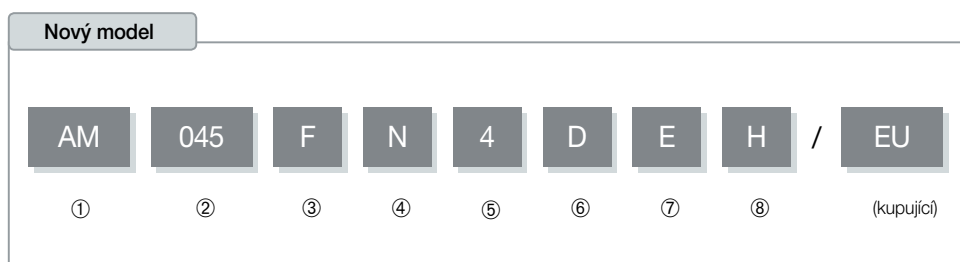 Nový model
AM 045 F N 4 D E H / EU
① ② ③ ④ ⑤ ⑥ ⑦ ⑧ (kupující)